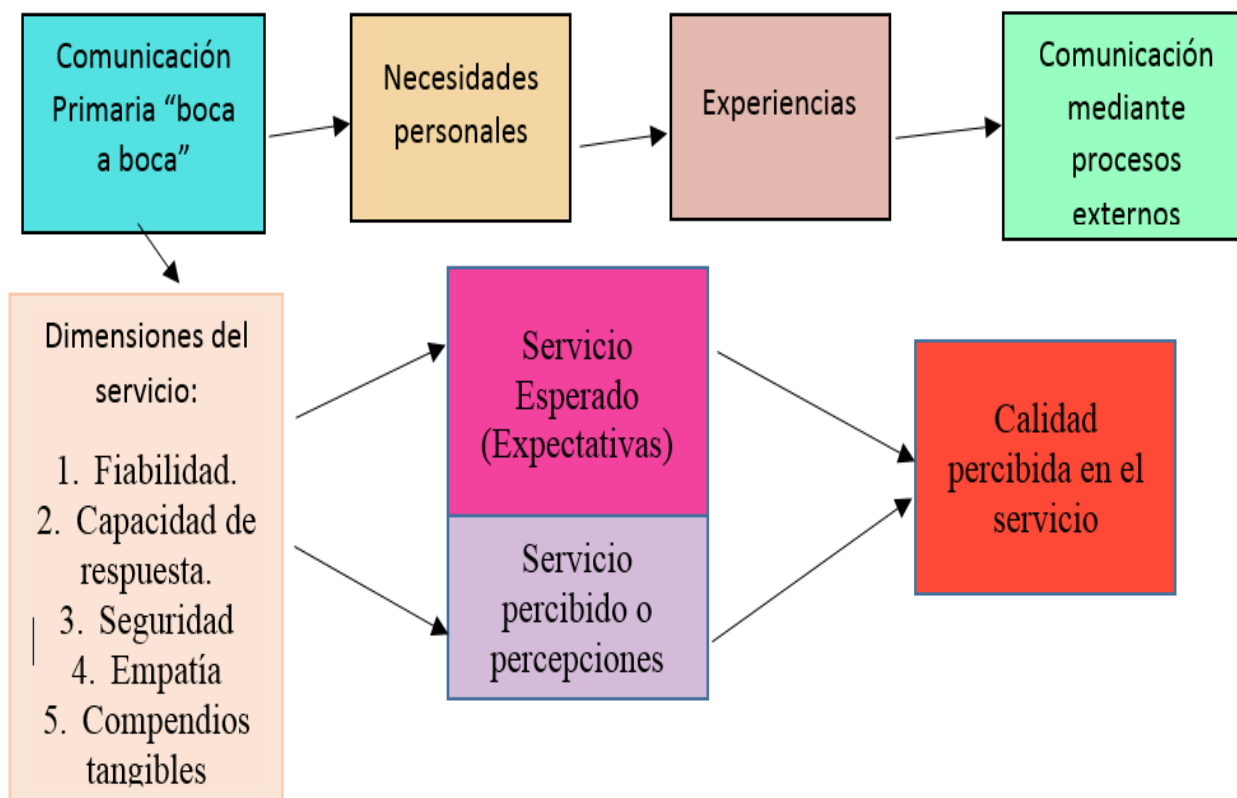 Comunicación
Primaria “boca
a boca”
Necesidades
personales
Experiencias
Comunicación
mediante
procesos
externos
Dimensiones del
servicio:
1. Fiabilidad.
2. Capacidad de
respuesta.
3. Seguridad
4. Empatía
5. Compendios
tangibles
Servicio
Esperado
(Expectativas)
Servicio
percibido o
percepciones
Calidad
percibida en el
servicio